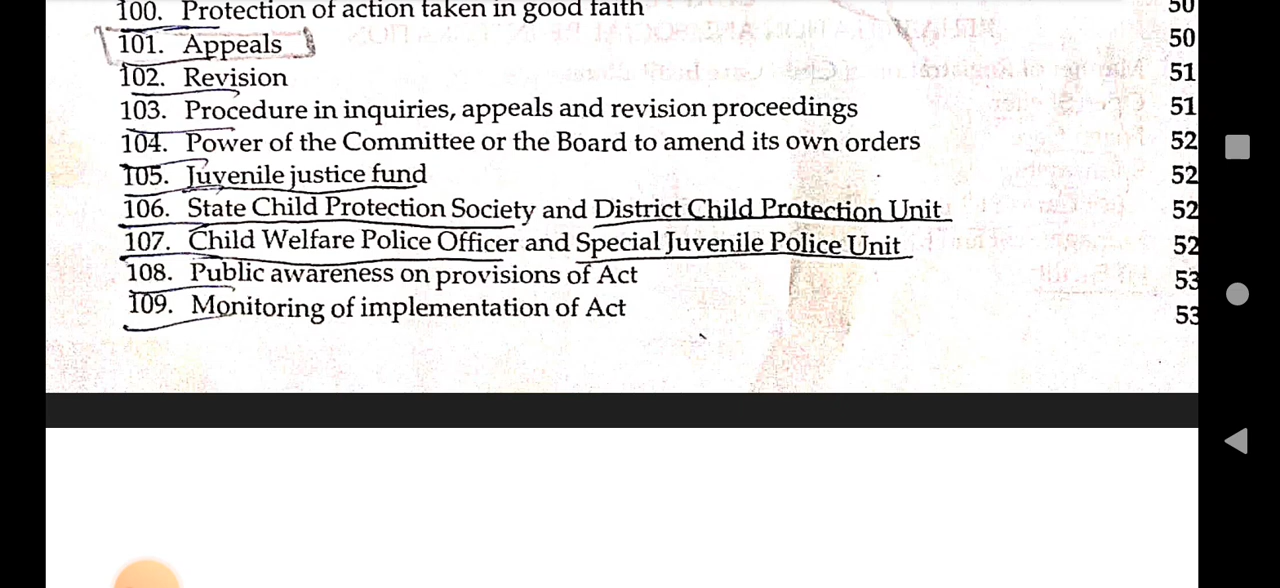 100. Protection of action taken in good faith 50
101. Appeals 50
102. Revision 51
103. Procedure in inquiries, appeals and revision proceedings 51
104. Power of the Committee or the Board to amend its own orders 52
105. Juvenile justice fund 52
106. State Child Protection Society and District Child Protection Unit 52
107. Child Welfare Police Officer and Special Juvenile Police Unit 52
108. Public awareness on provisions of Act 53
109. Monitoring of implementation of Act 53